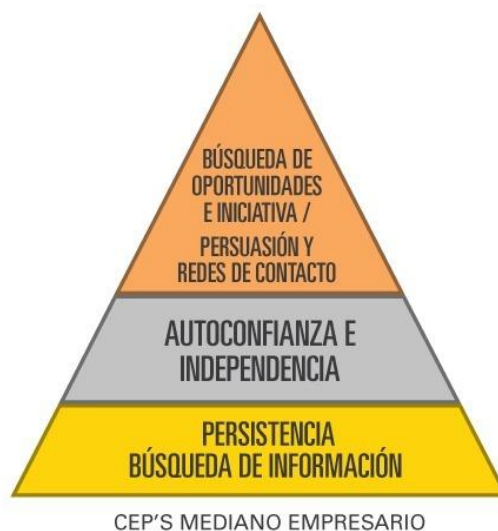 BÚSQUEDA DE
OPORTUNIDADES
E INICIATIVA /
PERSUASIÓN Y
REDES DE CONTACTO
AUTOCONFIANZA E
INDEPENDENCIA
PERSISTENCIA
BÚSQUEDA DE INFORMACIÓN
CEP'S MEDIANO EMPRESARIO